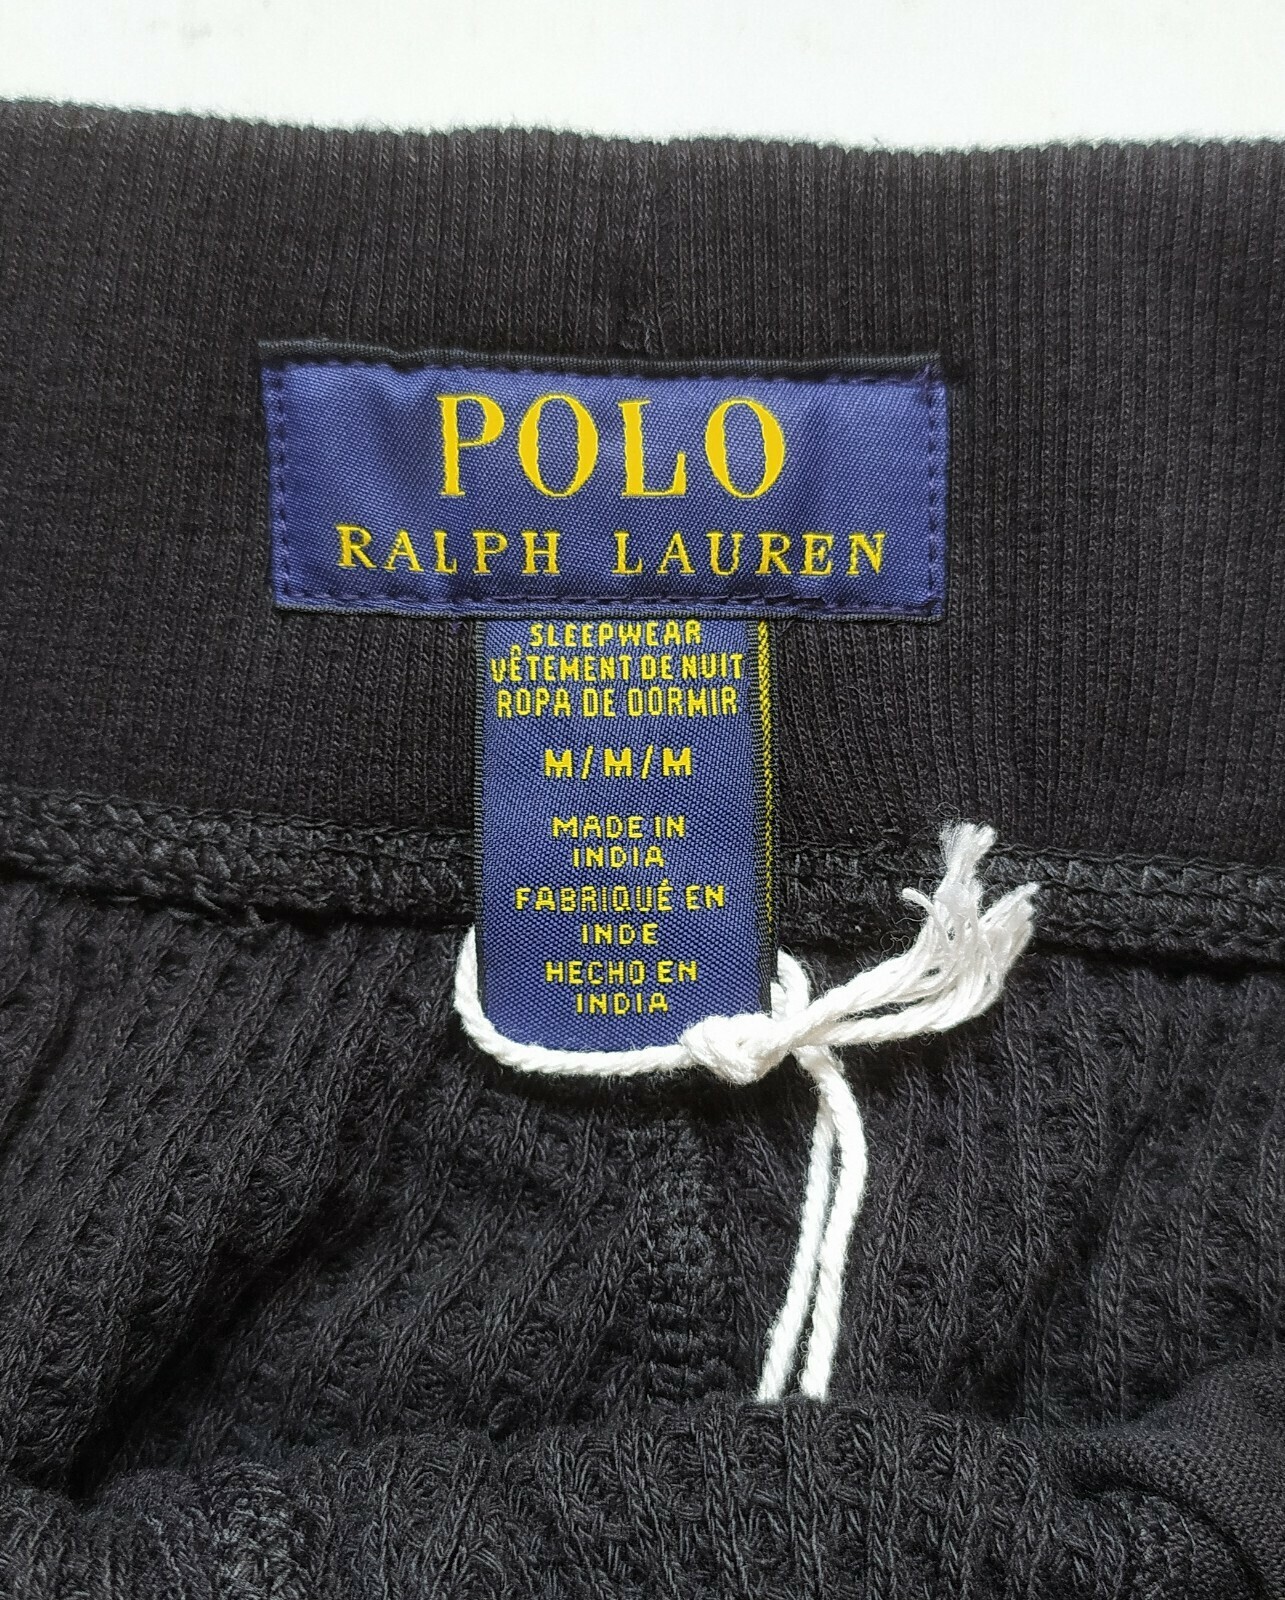 POLO
RALPH LAUREN
SLEEPWEAR
VÊTEMENT DE NUIT
ROPA DE DORMIR
M/M/M
MADE IN
INDIA
FABRIQUÉ EN
INDE
HECHO EN
INDIA